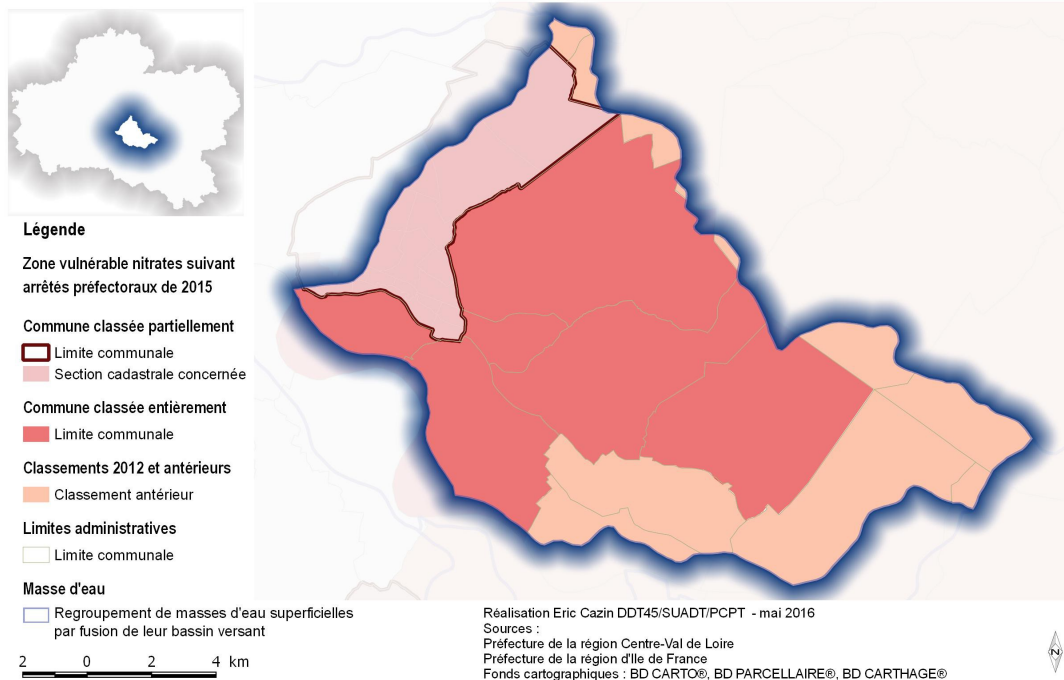 Légende
Zone vulnérable nitrates suivant
arrêtés préfectoraux de 2015
Commune classée partiellement
Limite communale
Section cadastrale concernée
Commune classée entièrement
Limite communale
Classements 2012 et antérieurs
Classement antérieur
Limites administratives
Limite communale
Masse d'eau
Regroupement de masses d'eau superficielles
par fusion de leur bassin versant
2 0 2 4 km
Réalisation Eric Cazin DDT45/SUADT/PCPT - mai 2016
Sources :
Préfecture de la région Centre-Val de Loire
Préfecture de la région d'Ile de France
Fonds cartographiques : BD CARTO®, BD PARCELLAIRE®, BD CARTHAGE®
N